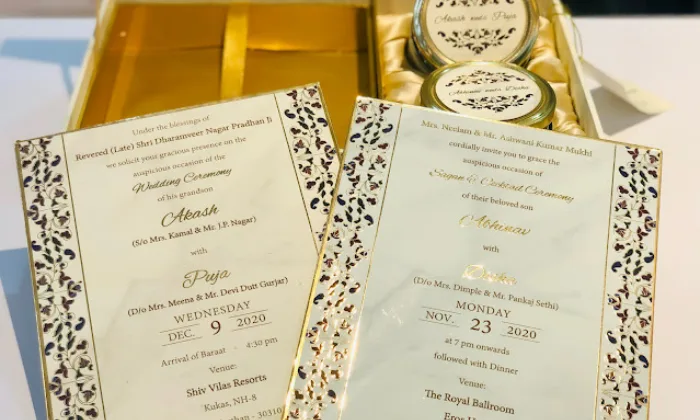 Akash weds Puja
Under the blessings of
Revered (Late) Shri Dharamveer Nagar Pradhan Ji
we solicit your gracious presence on the
auspicious occasion of the
Wedding Ceremony
of his grandson
Akash
(S/o Mrs. Kamal & Mr. J.P. Nagar)
with
Puja
(D/o Mrs. Meena & Mr. Devi Dutt Gurjar)
WEDNESDAY
DEC. 9 2020
Arrival of Baraat - 4:30 pm
Venue:
Shiv Vilas Resorts
Kukas, NH-8
Mrs. Neelam & Mr. Ashwani Kumar Mukhi
cordially invite you to grace the
auspicious occasion of
Sagan & Cocktail Ceremony
of their beloved son
Abhinav
with
(D/o Mrs. Dimple & Mr. Pankaj Sethi)
MONDAY
NOV. 23 2020
at 7 pm onwards
followed with Dinner
Venue:
The Royal Ballroom